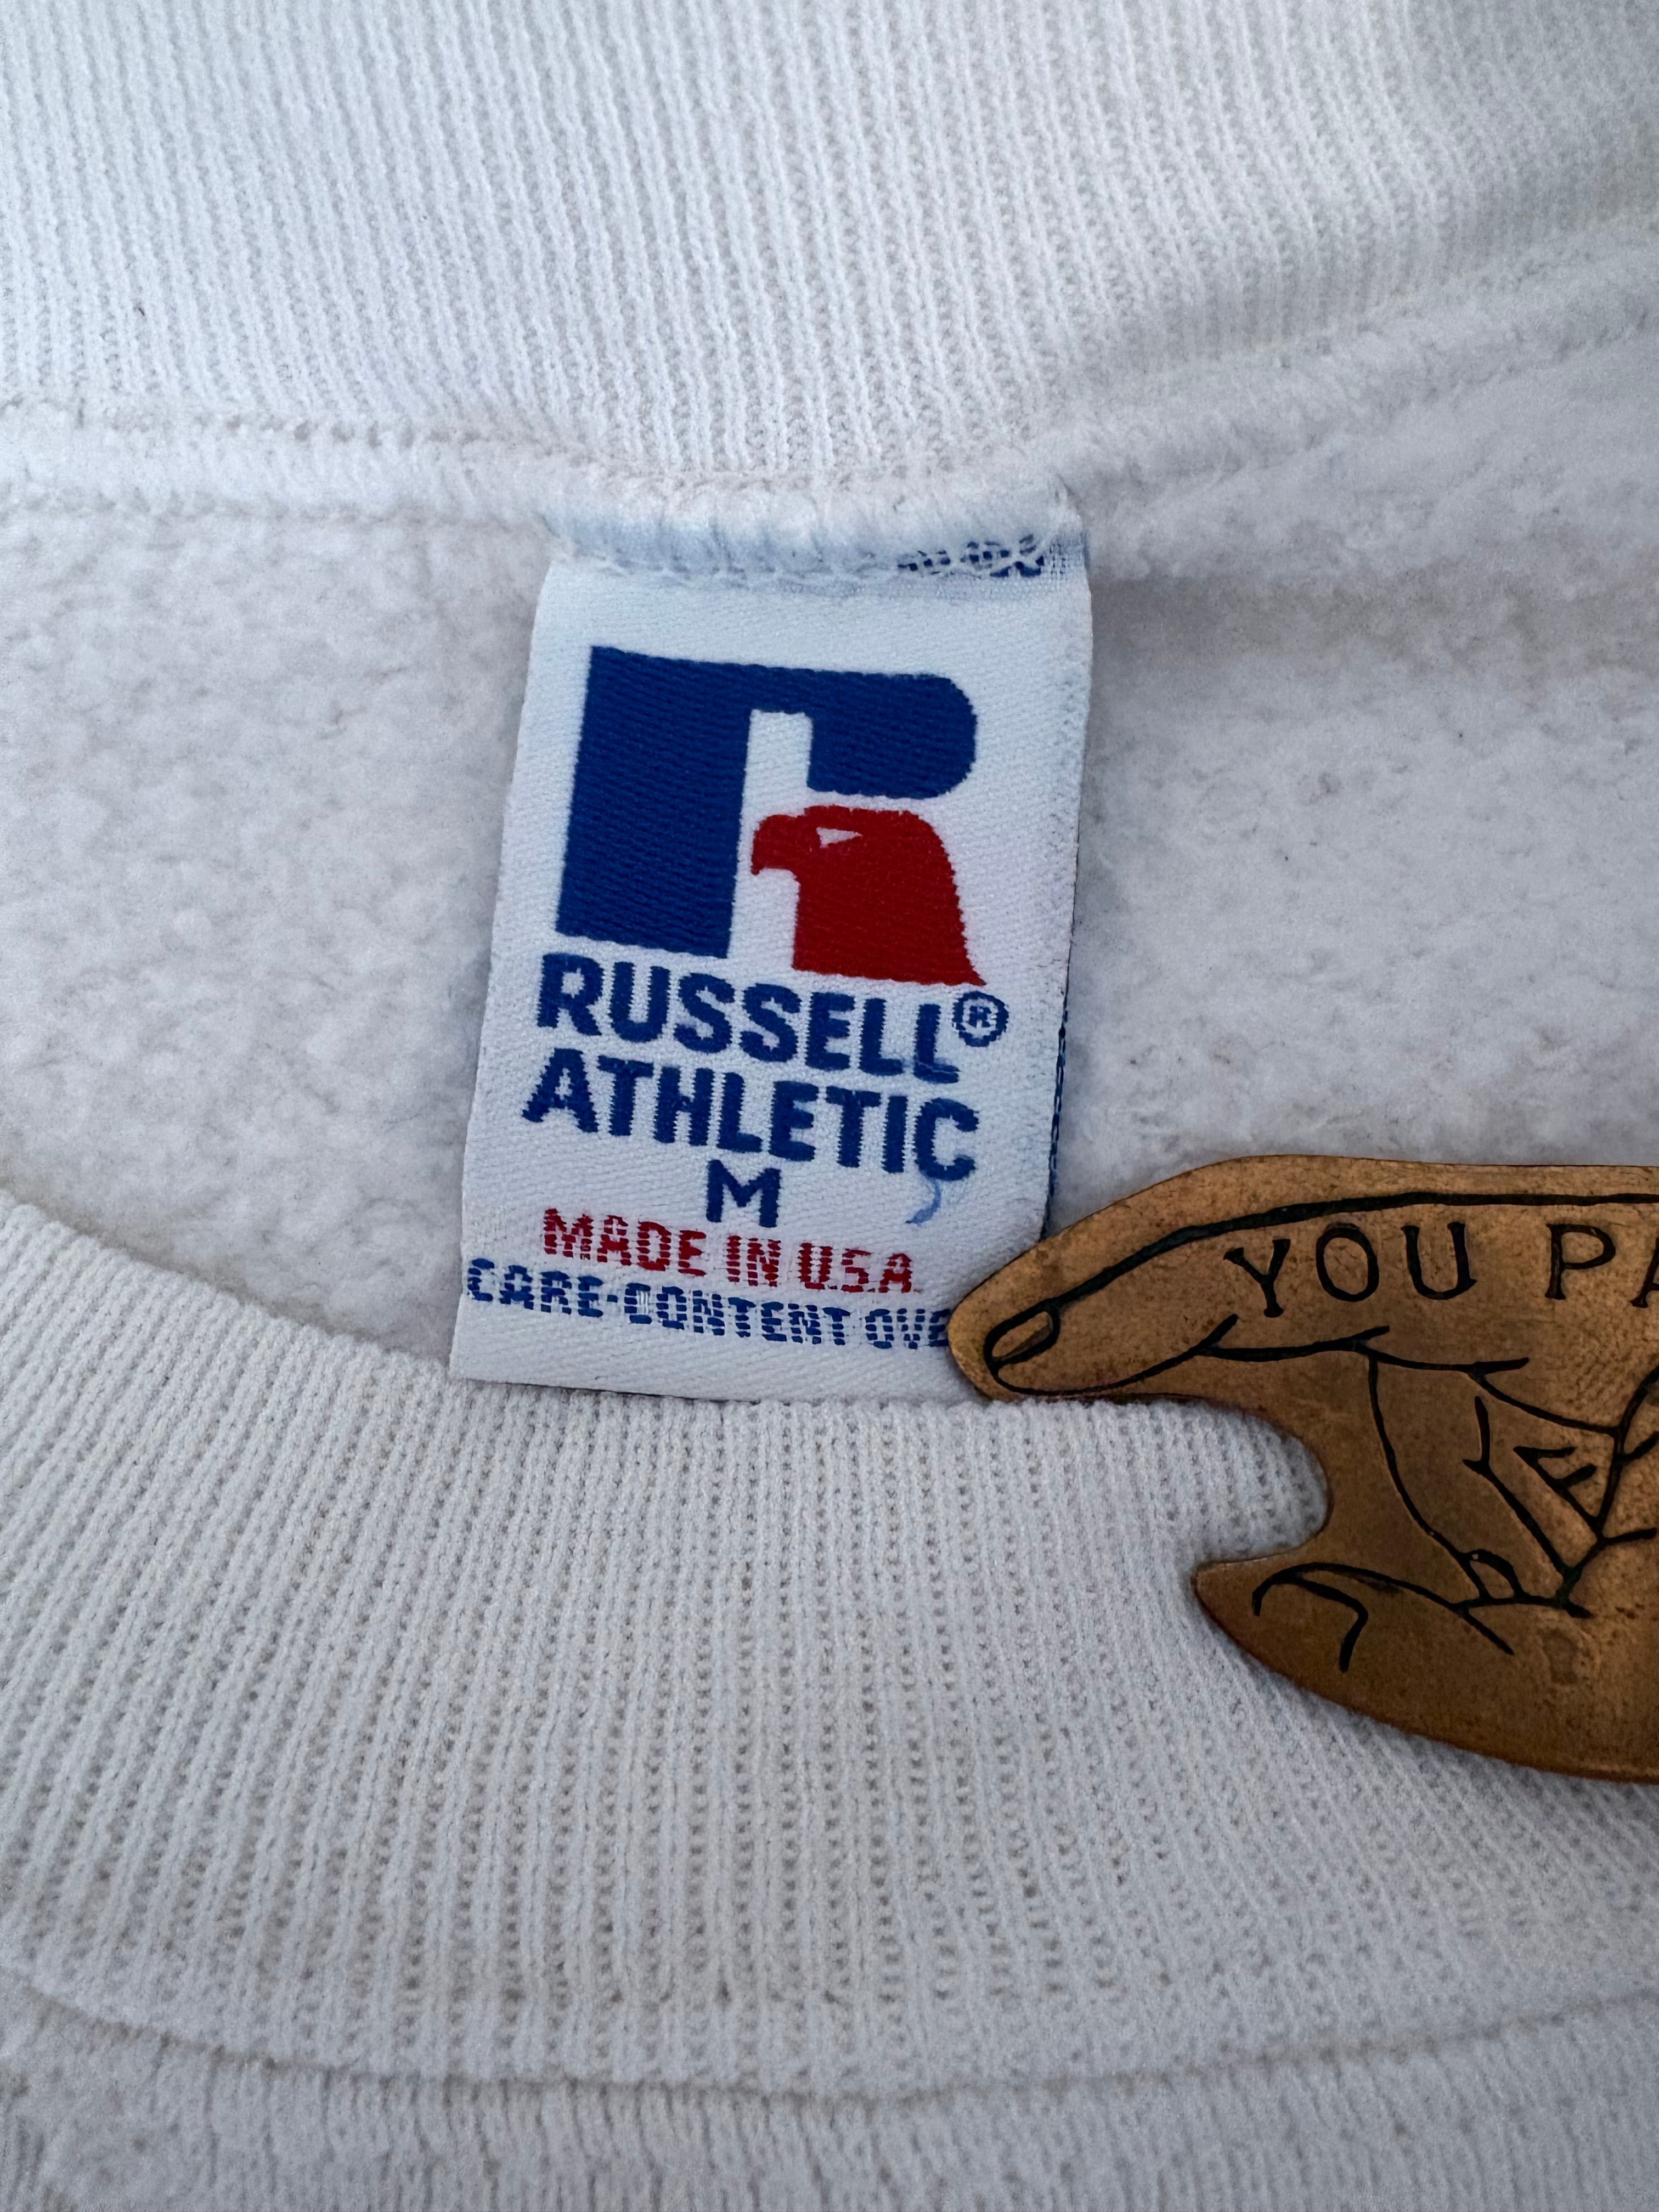 RUSSELL®
ATHLETIC
M
MADE IN U.S.A.
CARE-CONTENT OVE
YOU PA